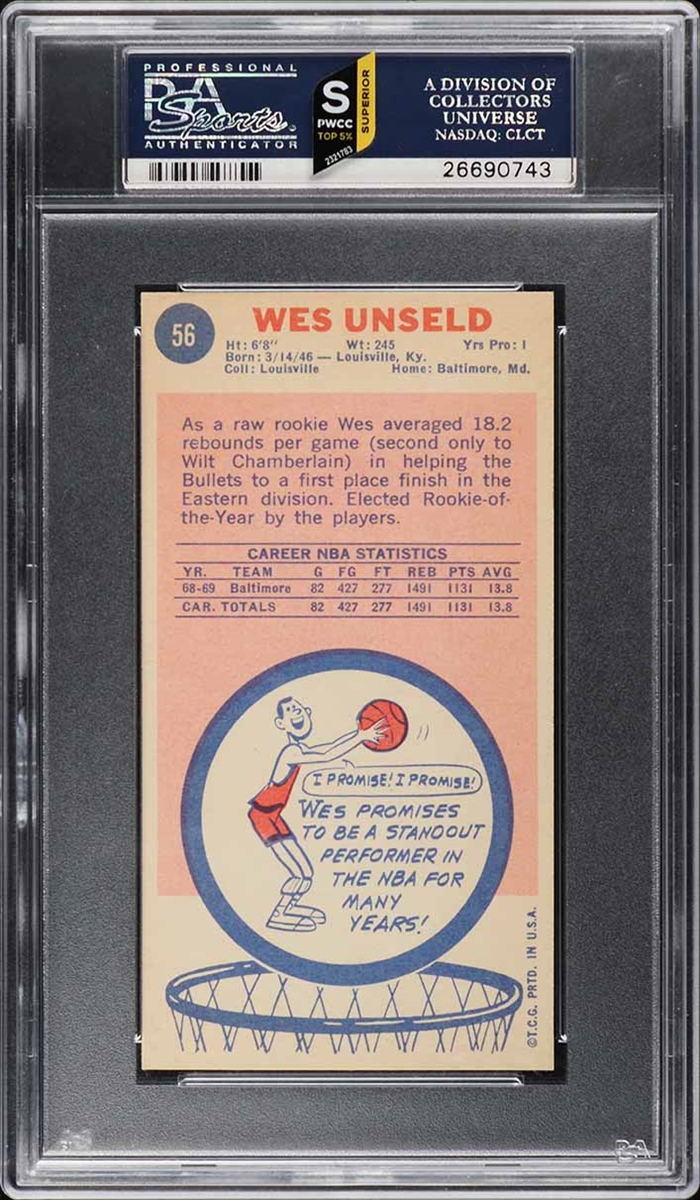 PROFESSIONAL
PSA
Sports
AUTHENTICATOR
S
PWCC
TOP 5%
2321783
SUPERIOR
A DIVISION OF
COLLECTORS
UNIVERSE
NASDAQ: CLCT
26690743
56
WES UNSELD
Ht: 6'8" Wt: 245 Yrs Pro: 1
Born: 3/14/46 — Louisville, Ky.
Coll: Louisville Home: Baltimore, Md.
As a raw rookie Wes averaged 18.2
rebounds per game (second only to
Wilt Chamberlain) in helping the
Bullets to a first place finish in the
Eastern division. Elected Rookie-of-
the-Year by the players.
CAREER NBA STATISTICS
YR. TEAM G FG FT REB PTS AVG
68-69 Baltimore 82 427 277 1491 1131 13.8
CAR. TOTALS 82 427 277 1491 1131 13.8
I PROMISE! I PROMISE!
WES PROMISES
TO BE A STANDOUT
PERFORMER IN
THE NBA FOR
MANY
YEARS!
©T.C.G. PRTD. IN U.S.A.
PSA